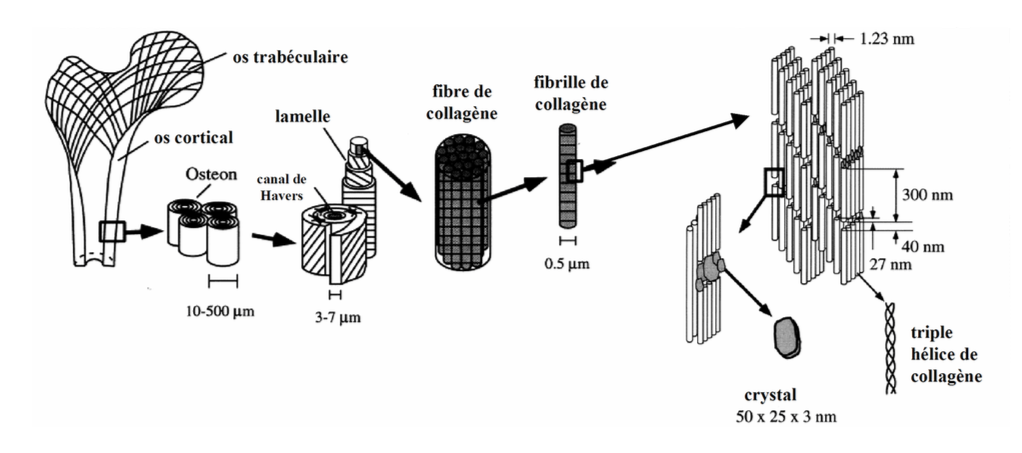 os trabéculaire
os cortical
Osteon
10-500 µm
lamelle
canal de
Havers
3-7 µm
fibre de
collagène
fibrille de
collagène
0.5 µm
1.23 nm
300 nm
40 nm
27 nm
crystal
50 x 25 x 3 nm
triple
hélice de
collagène